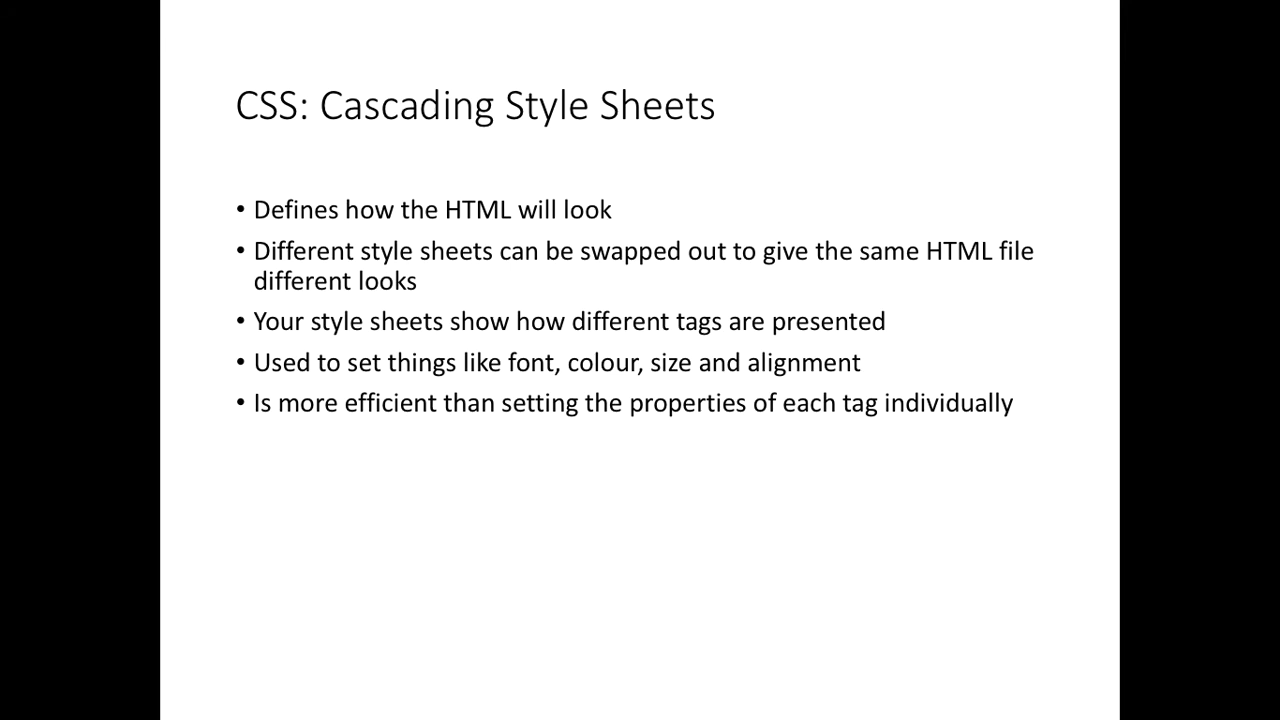 CSS: Cascading Style Sheets
• Defines how the HTML will look
• Different style sheets can be swapped out to give the same HTML file
different looks
• Your style sheets show how different tags are presented
• Used to set things like font, colour, size and alignment
• Is more efficient than setting the properties of each tag individually